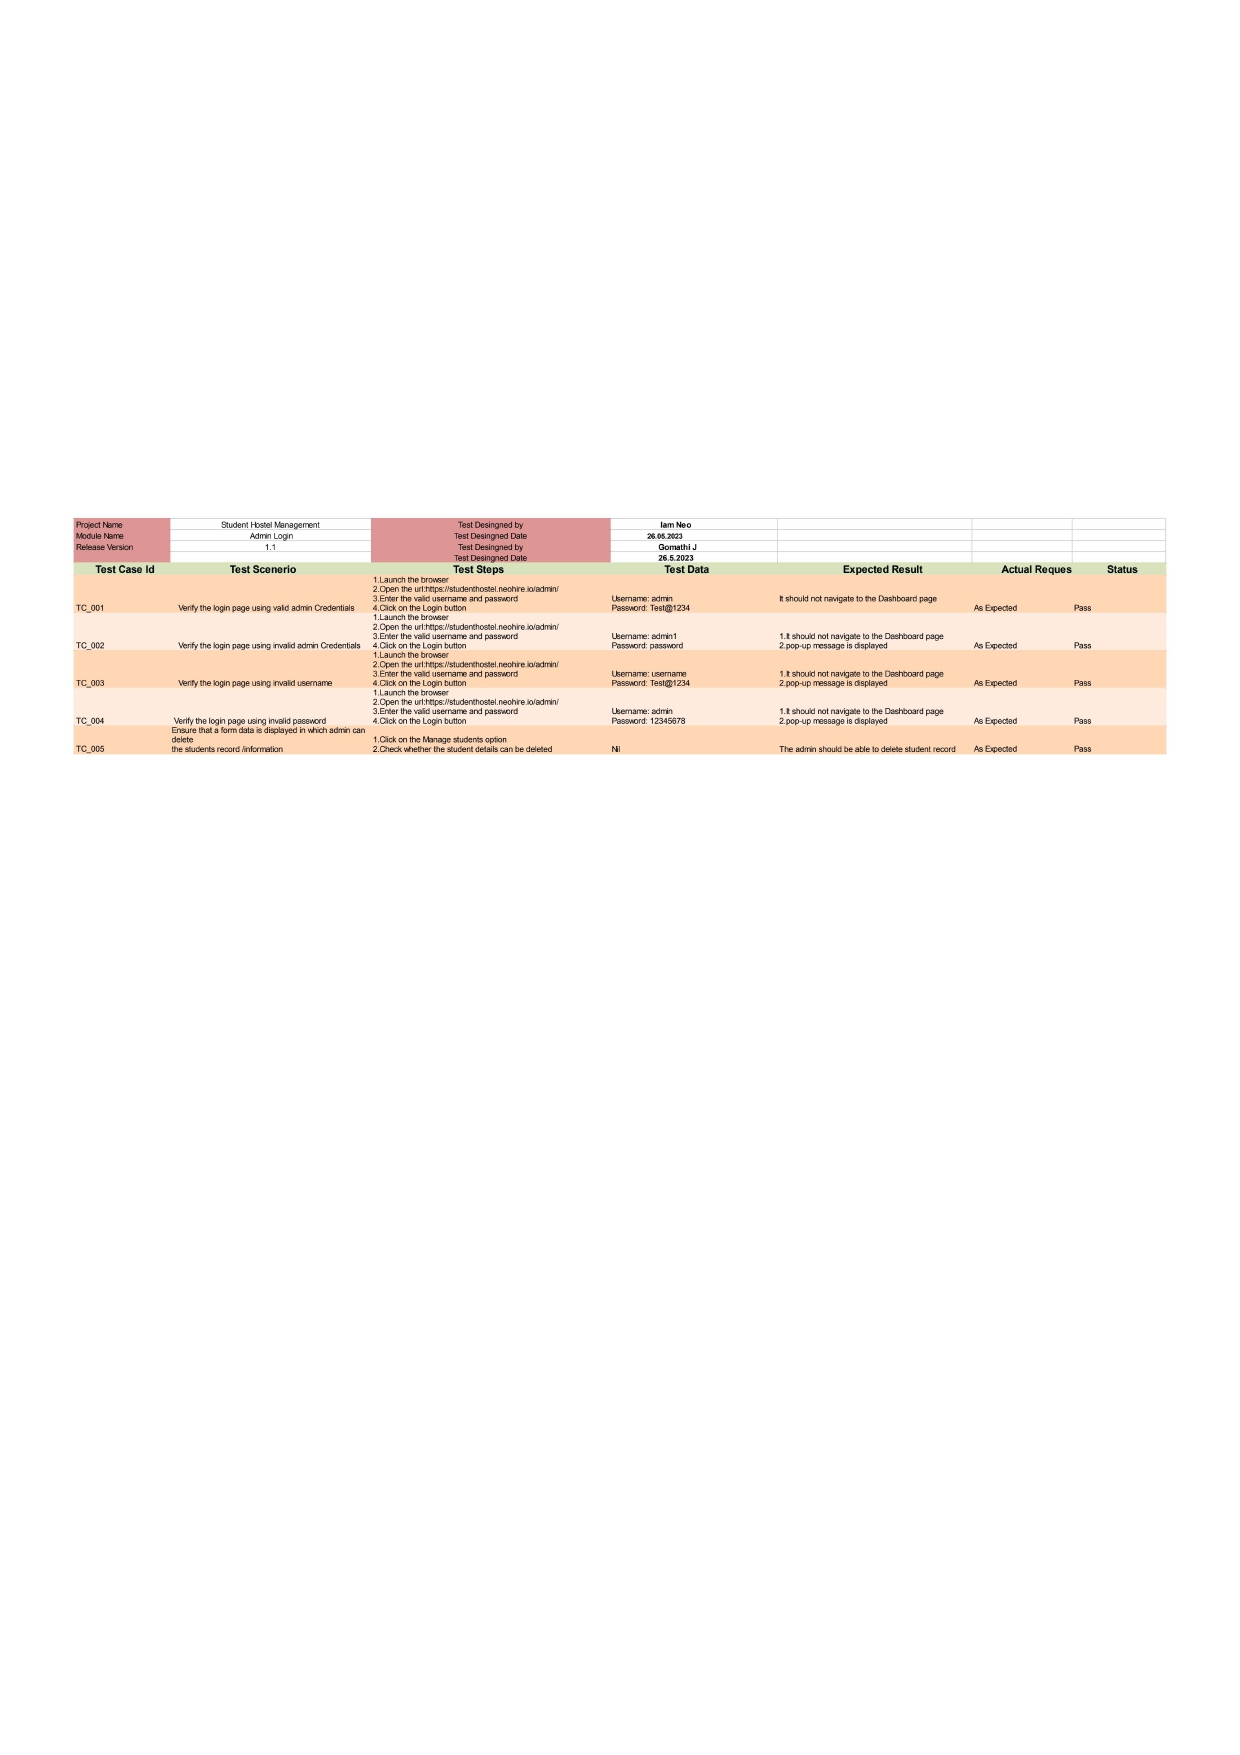 Project Name Student Hostel Management Test Desingned by Iam Neo
Module Name Admin Login Test Desingned Date 26.05.2023
Release Version 1.1 Test Desingned by Gomathi J
Test Desingned Date 26.5.2023
Test Case Id Test Scenerio Test Steps Test Data Expected Result Actual Reques Status
1.Launch the browser
2.Open the url:https://studenthostel.neohire.io/admin/
3.Enter the valid username and password Username: admin It should not navigate to the Dashboard page
TC_001 Verify the login page using valid admin Credentials 4.Click on the Login button Password: Test@1234 As Expected Pass
1.Launch the browser
2.Open the url:https://studenthostel.neohire.io/admin/
3.Enter the valid username and password Username: admin1 1.It should not navigate to the Dashboard page
TC_002 Verify the login page using invalid admin Credentials 4.Click on the Login button Password: password 2.pop-up message is displayed As Expected Pass
1.Launch the browser
2.Open the url:https://studenthostel.neohire.io/admin/
3.Enter the valid username and password Username: username 1.It should not navigate to the Dashboard page
TC_003 Verify the login page using invalid username 4.Click on the Login button Password: Test@1234 2.pop-up message is displayed As Expected Pass
1.Launch the browser
2.Open the url:https://studenthostel.neohire.io/admin/
3.Enter the valid username and password Username: admin 1.It should not navigate to the Dashboard page
TC_004 Verify the login page using invalid password 4.Click on the Login button Password: 12345678 2.pop-up message is displayed As Expected Pass
Ensure that a form data is displayed in which admin can
delete 1.Click on the Manage students option
TC_005 the students record /information 2.Check whether the student details can be deleted Nil The admin should be able to delete student record As Expected Pass